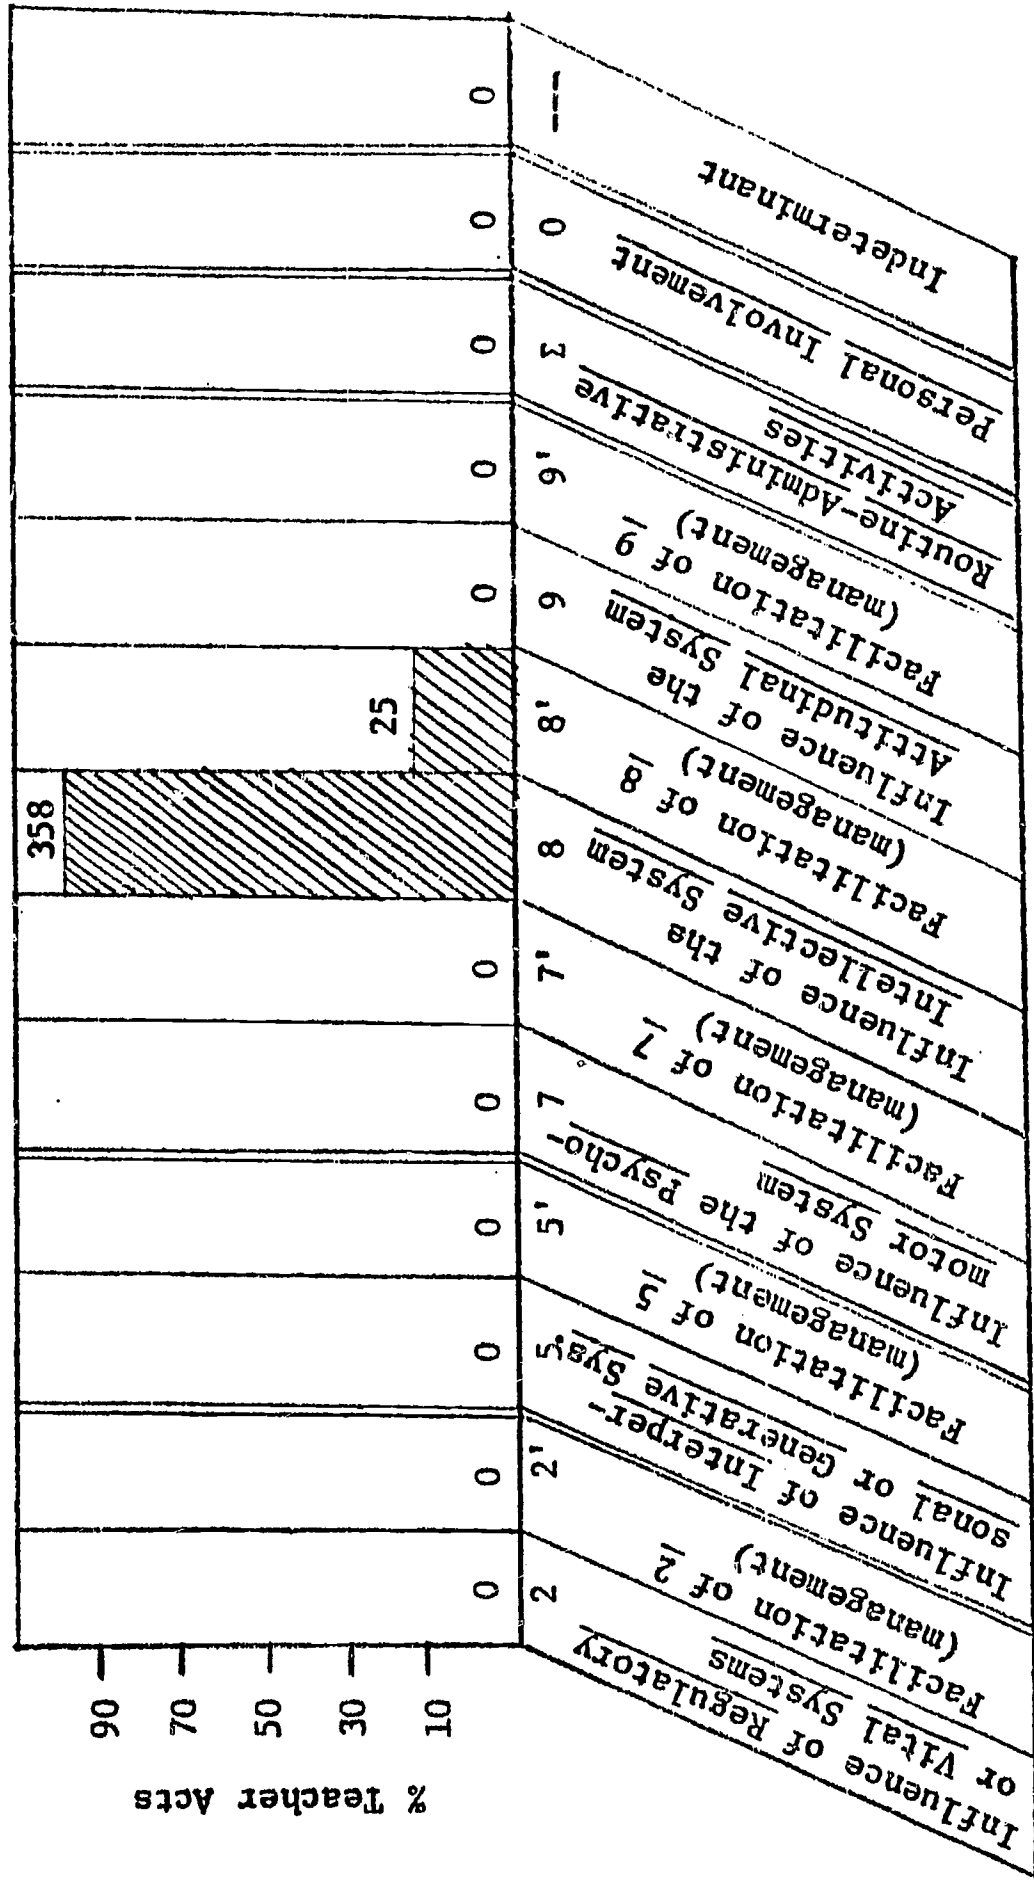 % Teacher Acts
90
70
50
30
10
0
0
0
0
0
0
358
25
0
0
0
0
0
2
2'
5
5'
7
7'
8
8'
9
9'
Σ
0
---
Influence of Regulatory
or Vital Systems
Facilitation of 2
(management)
Influence of Interper-
sonal or Generative Sys.
Facilitation of 5
(management)
Influence of the Psycho-
motor System
Facilitation of 7
(management)
Influence of the
Intellective System
Facilitation of 8
(management)
Influence of the
Attitudinal System
Facilitation of 9
(management)
Routine-Administrative
Activities
Personal Involvement
Indeterminant